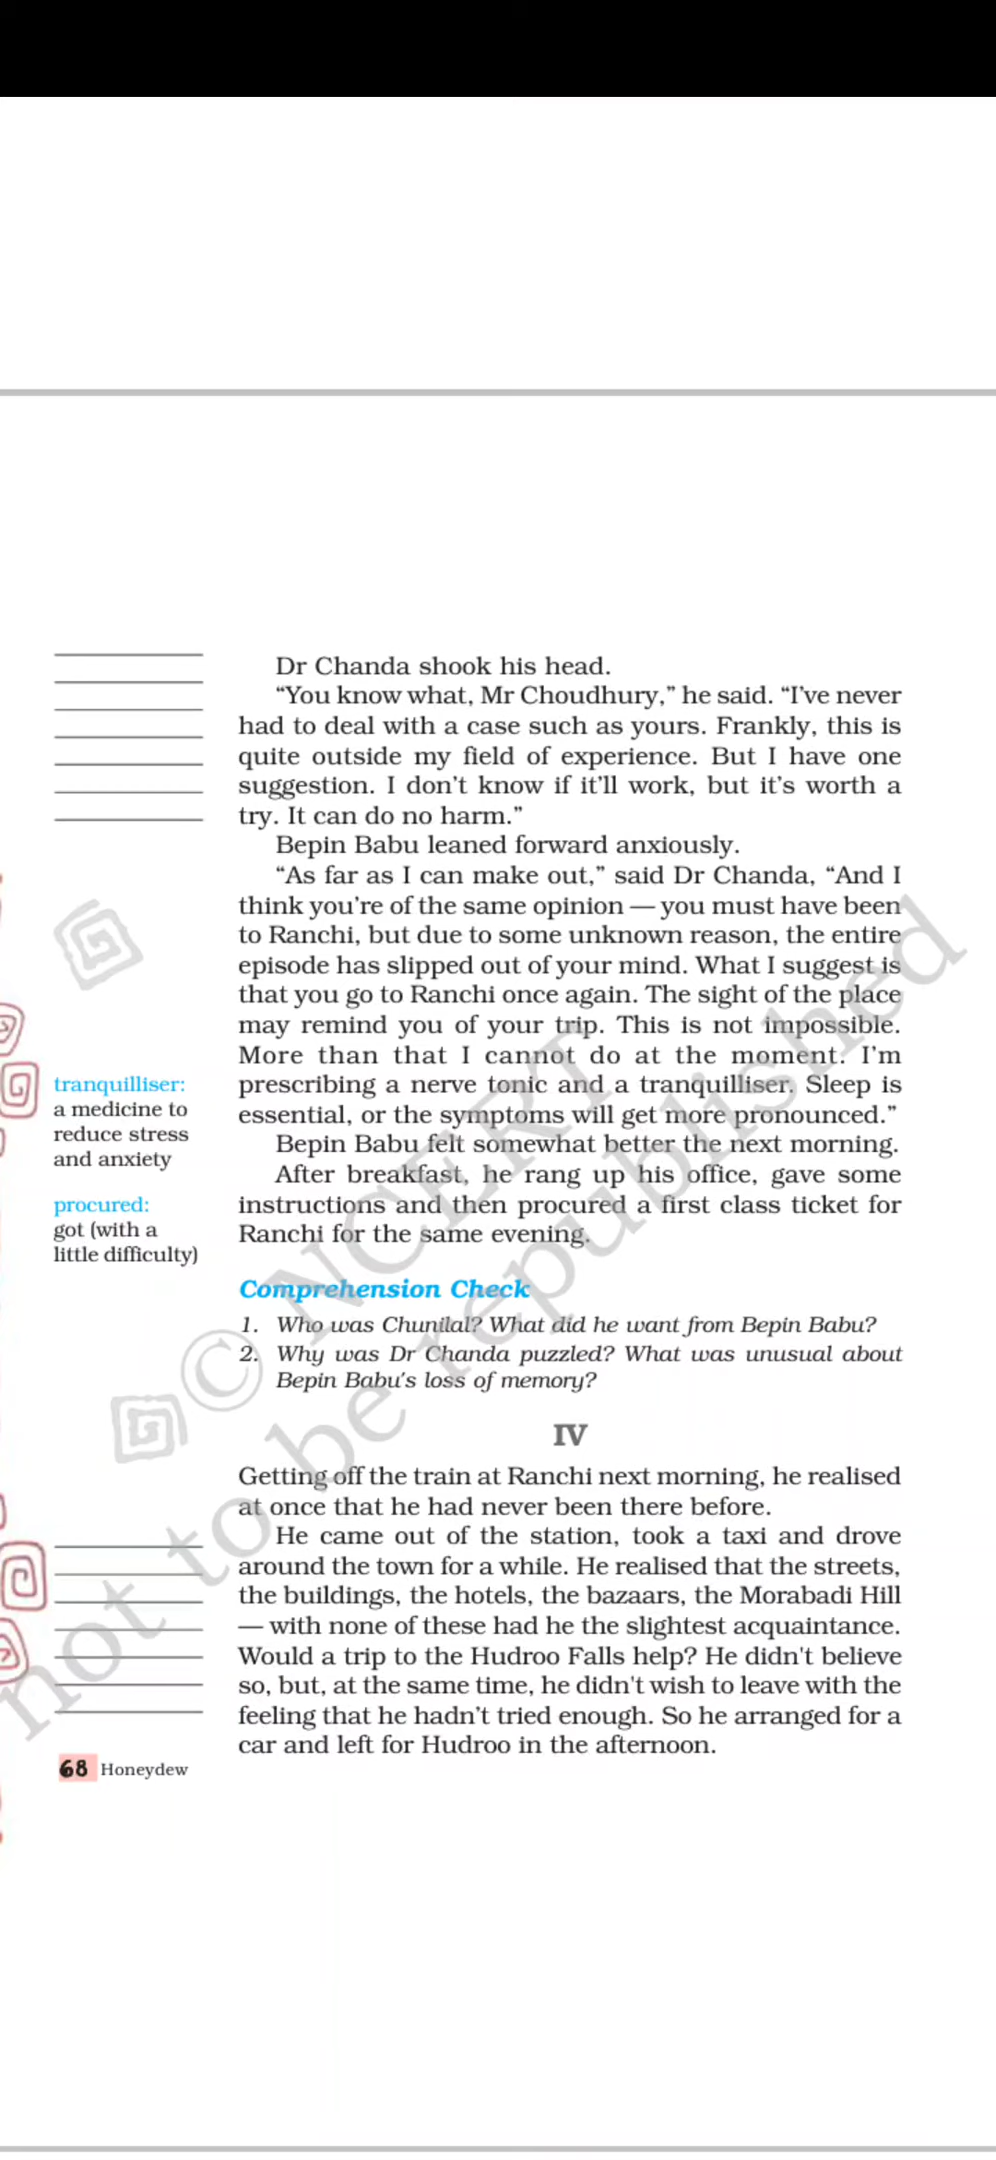 Dr Chanda shook his head.
“You know what, Mr Choudhury,” he said. “I’ve never
had to deal with a case such as yours. Frankly, this is
quite outside my field of experience. But I have one
suggestion. I don’t know if it’ll work, but it’s worth a
try. It can do no harm.”
Bepin Babu leaned forward anxiously.
“As far as I can make out,” said Dr Chanda, “And I
think you’re of the same opinion — you must have been
to Ranchi, but due to some unknown reason, the entire
episode has slipped out of your mind. What I suggest is
that you go to Ranchi once again. The sight of the place
may remind you of your trip. This is not impossible.
More than that I cannot do at the moment. I’m
prescribing a nerve tonic and a tranquilliser. Sleep is
essential, or the symptoms will get more pronounced.”
Bepin Babu felt somewhat better the next morning.
After breakfast, he rang up his office, gave some
instructions and then procured a first class ticket for
Ranchi for the same evening.
tranquilliser:
a medicine to
reduce stress
and anxiety
procured:
got (with a
little difficulty)
Comprehension Check
1. Who was Chunilal? What did he want from Bepin Babu?
2. Why was Dr Chanda puzzled? What was unusual about
Bepin Babu’s loss of memory?
IV
Getting off the train at Ranchi next morning, he realised
at once that he had never been there before.
He came out of the station, took a taxi and drove
around the town for a while. He realised that the streets,
the buildings, the hotels, the bazaars, the Morabadi Hill
— with none of these had he the slightest acquaintance.
Would a trip to the Hudroo Falls help? He didn't believe
so, but, at the same time, he didn't wish to leave with the
feeling that he hadn’t tried enough. So he arranged for a
car and left for Hudroo in the afternoon.
68 Honeydew
© NCERT
not to be republished